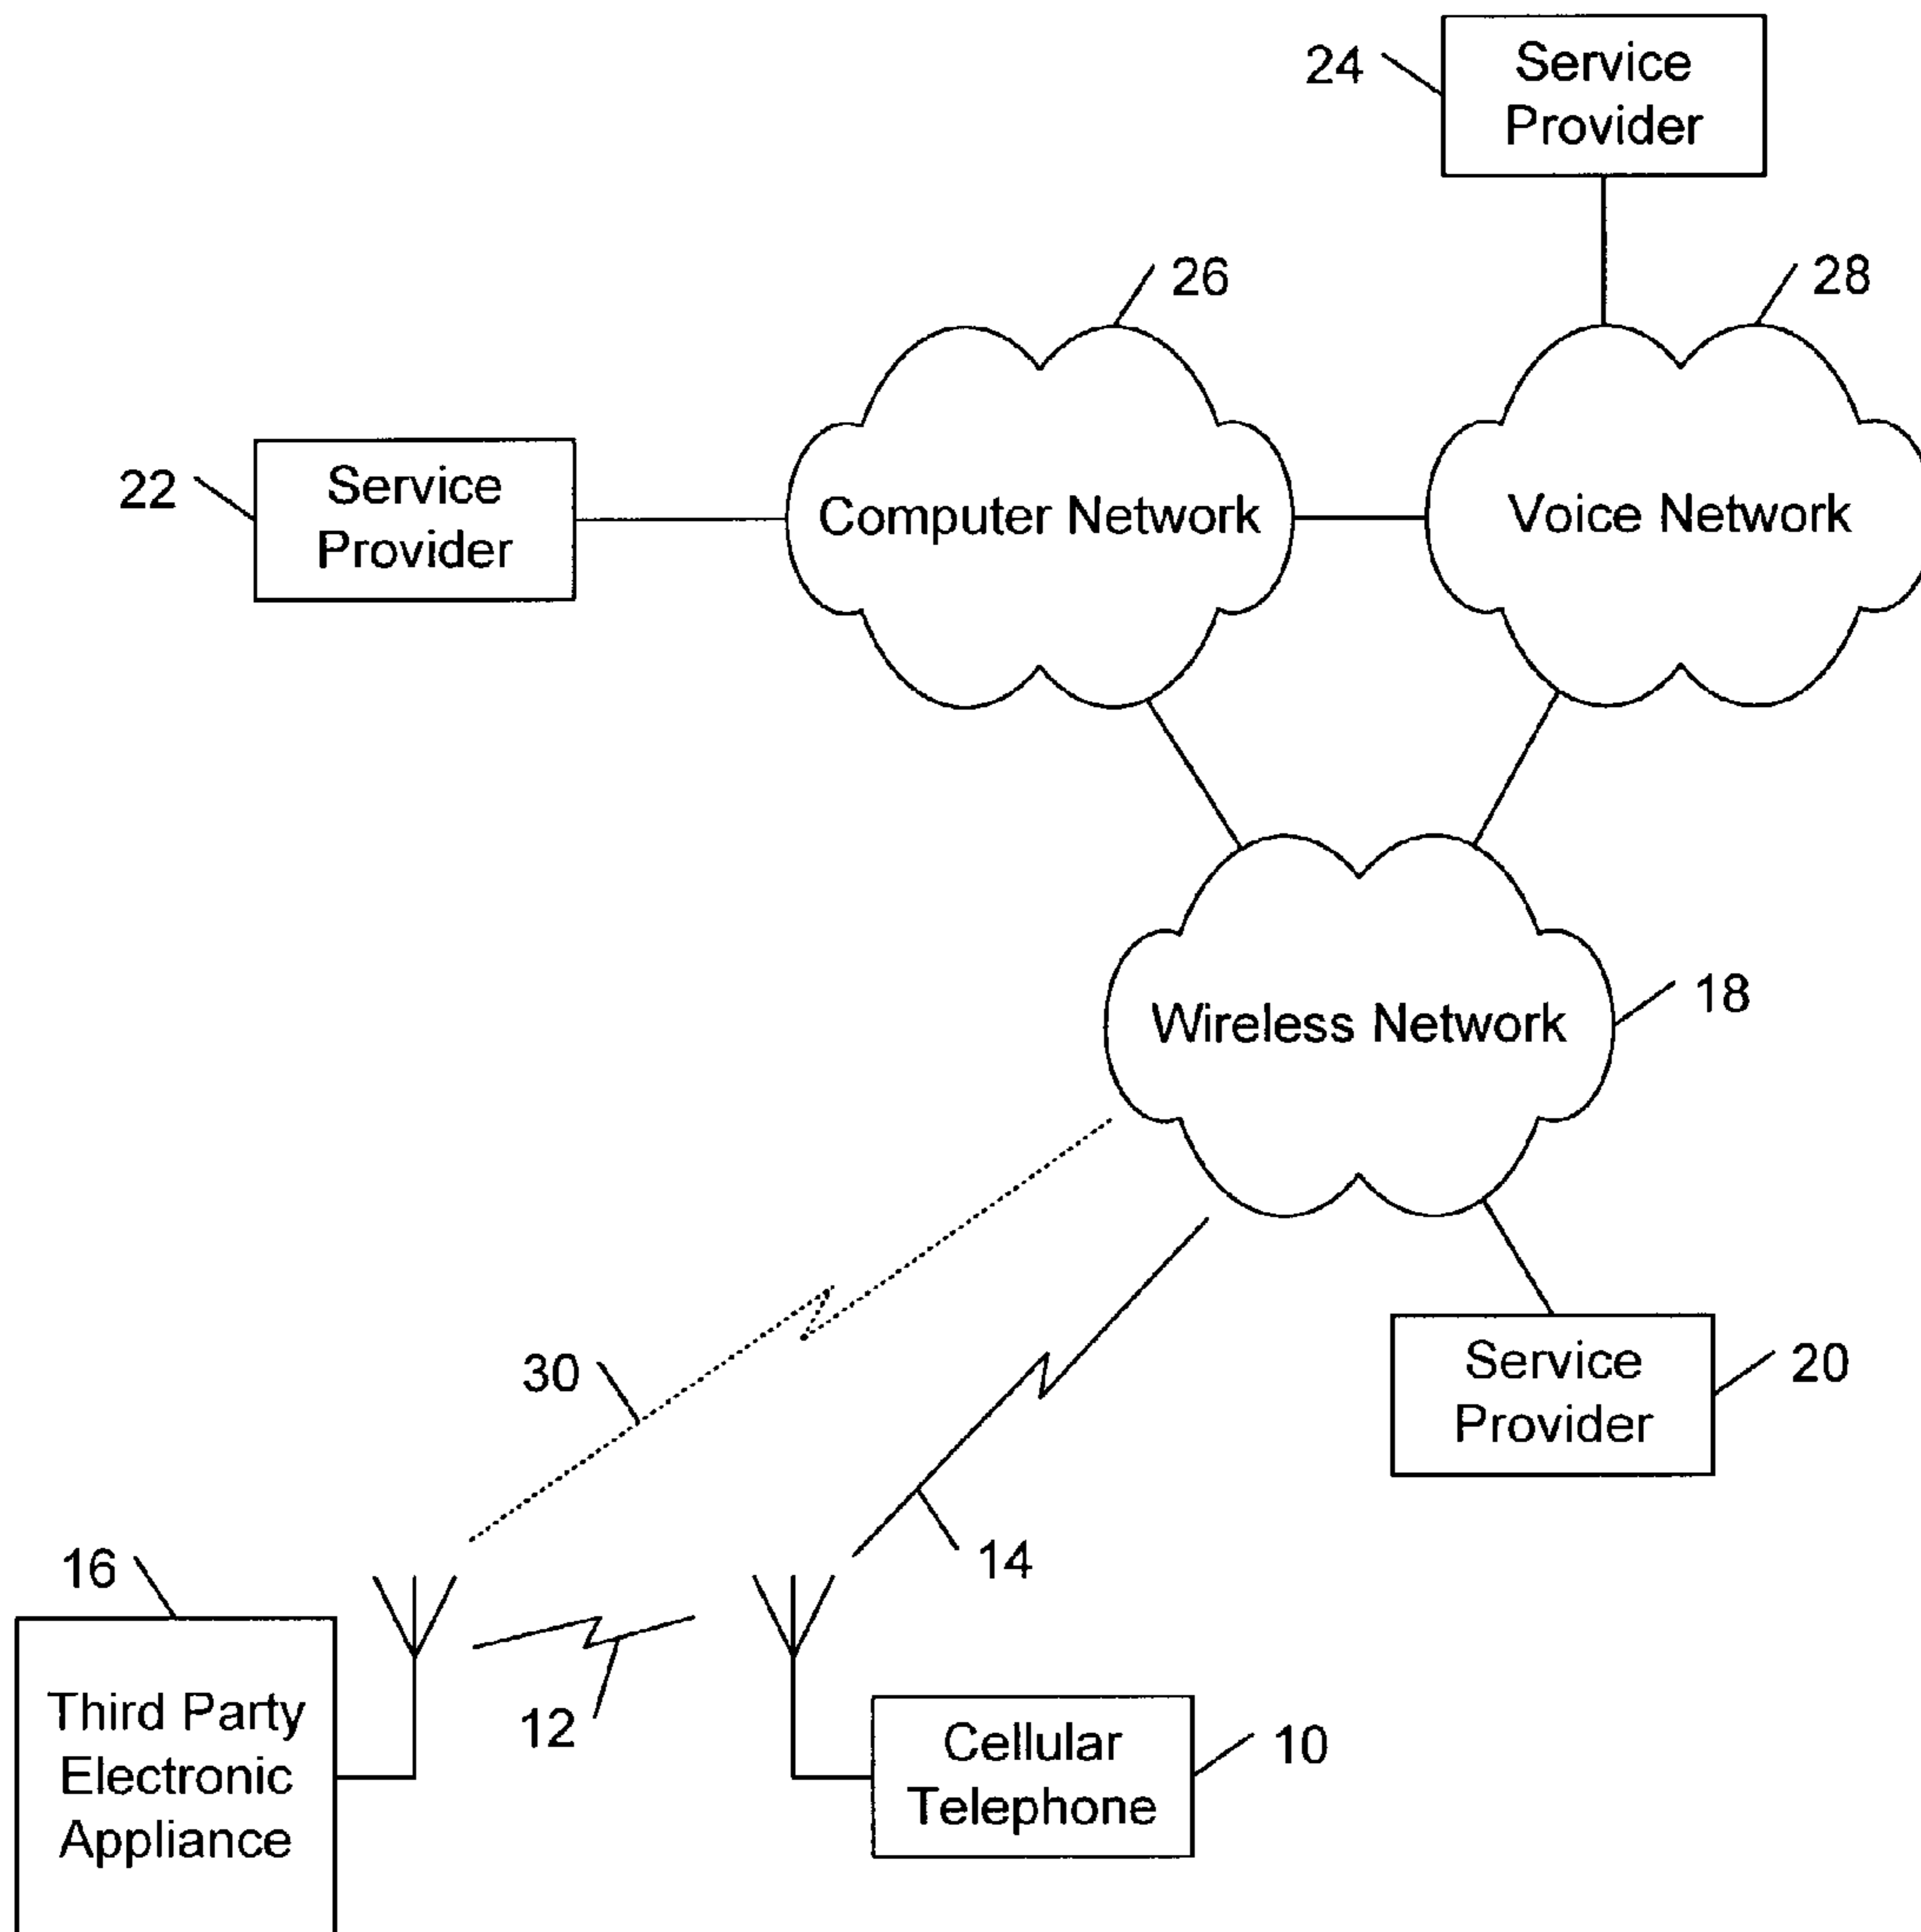 24
Service
Provider
26
28
22
Service
Provider
Computer Network
Voice Network
Wireless Network
18
30
Service
Provider
20
14
16
12
Third Party
Electronic
Appliance
Cellular
Telephone
10